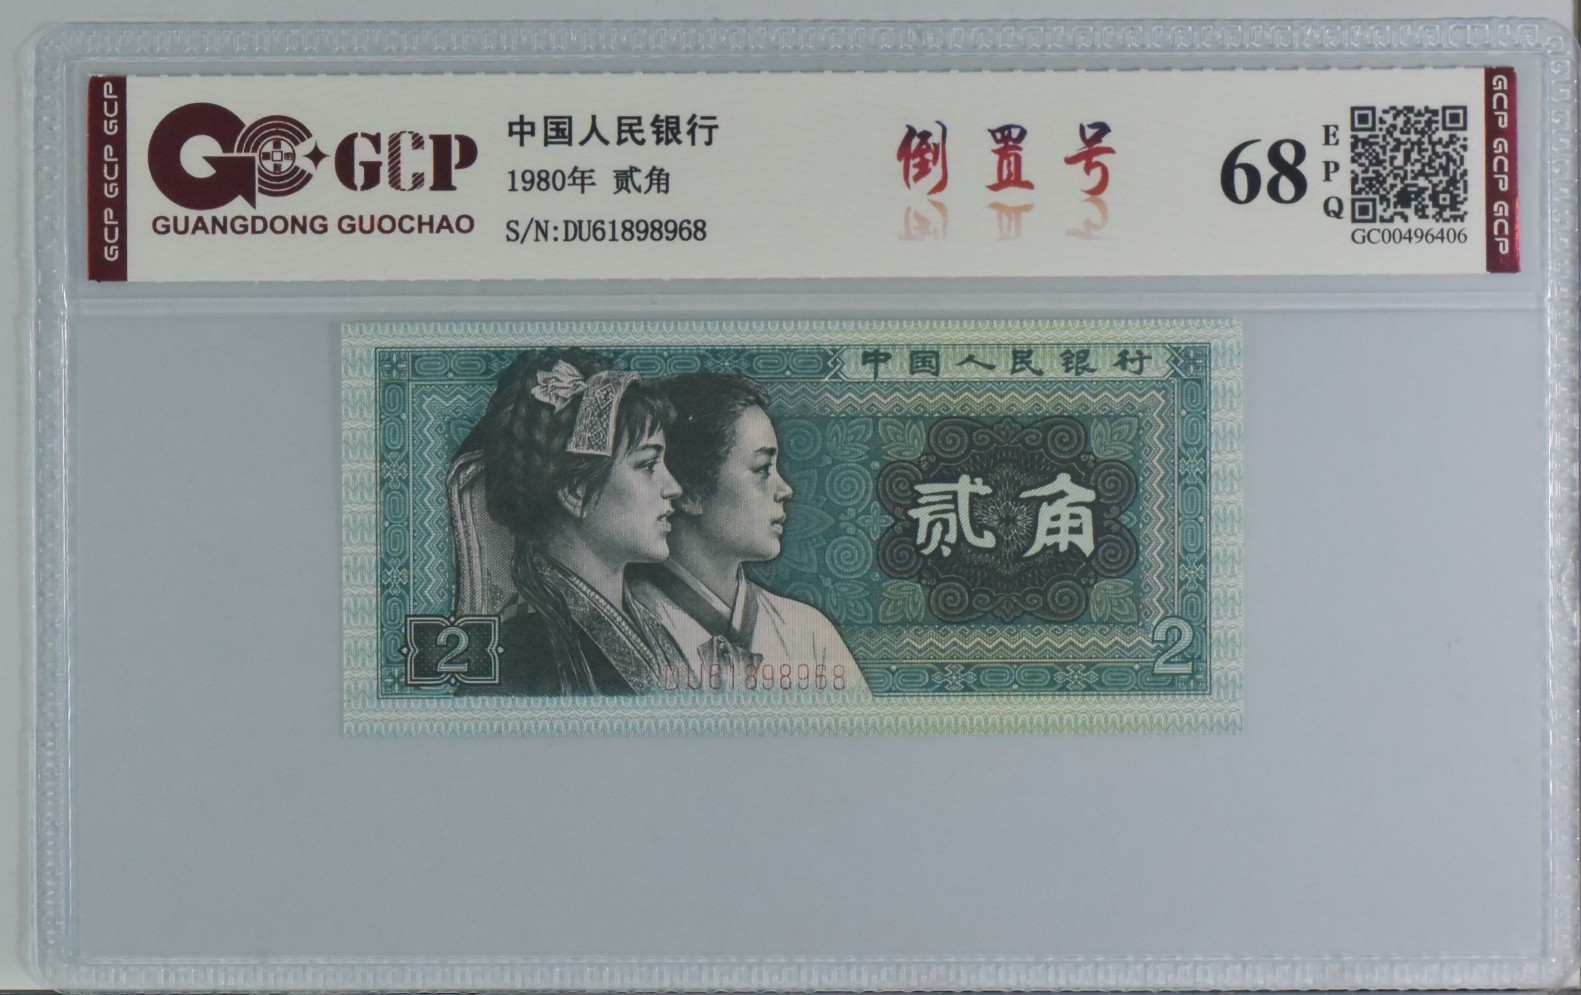 GCP GCP GCP
GCP
GUANGDONG GUOCHAO
中国人民银行
1980年 贰角
S/N:DU61898968
倒置号
68
EPQ
GC00496406
GCP GCP GCP
中国人民银行
贰角
2
2
DU61898968